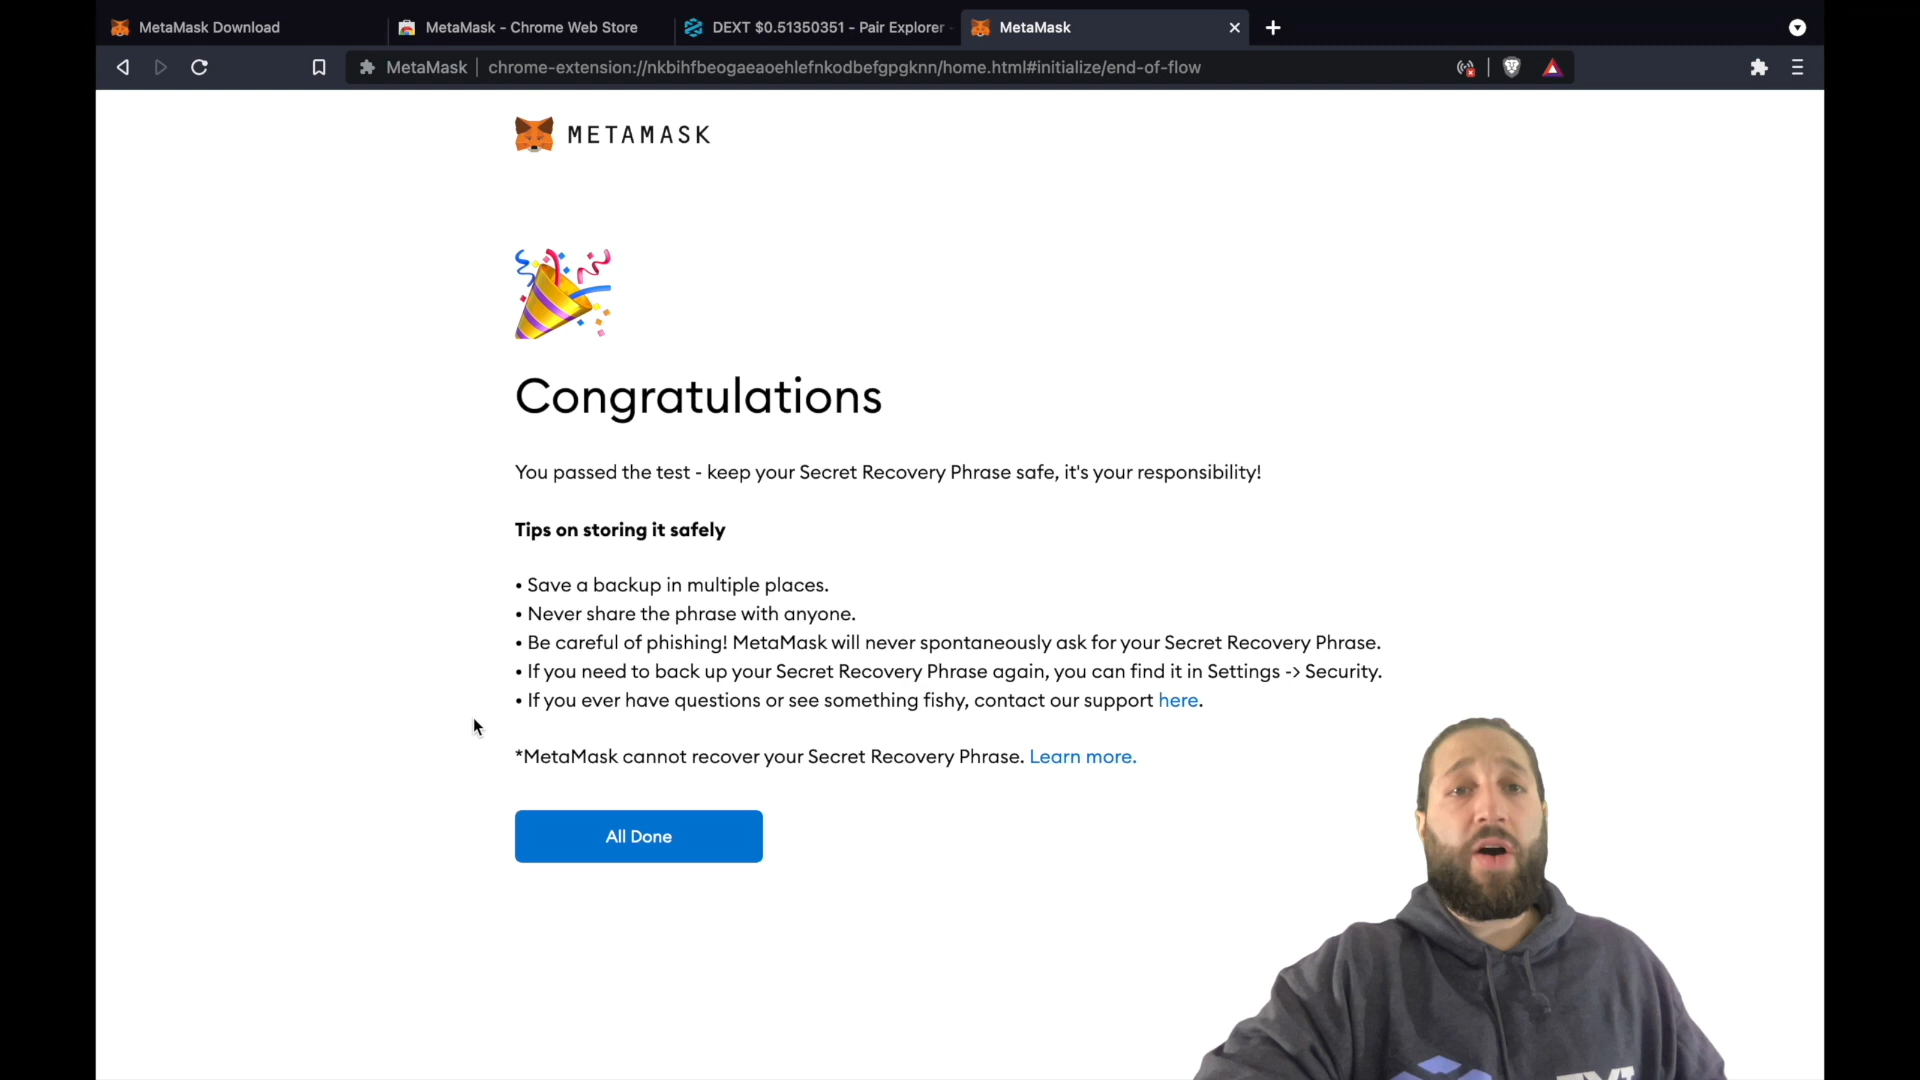 MetaMask Download
MetaMask - Chrome Web Store
DEXT $0.51350351 - Pair Explorer
MetaMask
MetaMask | chrome-extension://nkbihfbeogaeaoehlefnkodbefgpgknn/home.html#initialize/end-of-flow
METAMASK
Congratulations
You passed the test - keep your Secret Recovery Phrase safe, it's your responsibility!
Tips on storing it safely
• Save a backup in multiple places.
• Never share the phrase with anyone.
• Be careful of phishing! MetaMask will never spontaneously ask for your Secret Recovery Phrase.
• If you need to back up your Secret Recovery Phrase again, you can find it in Settings -> Security.
• If you ever have questions or see something fishy, contact our support here.
*MetaMask cannot recover your Secret Recovery Phrase. Learn more.
All Done